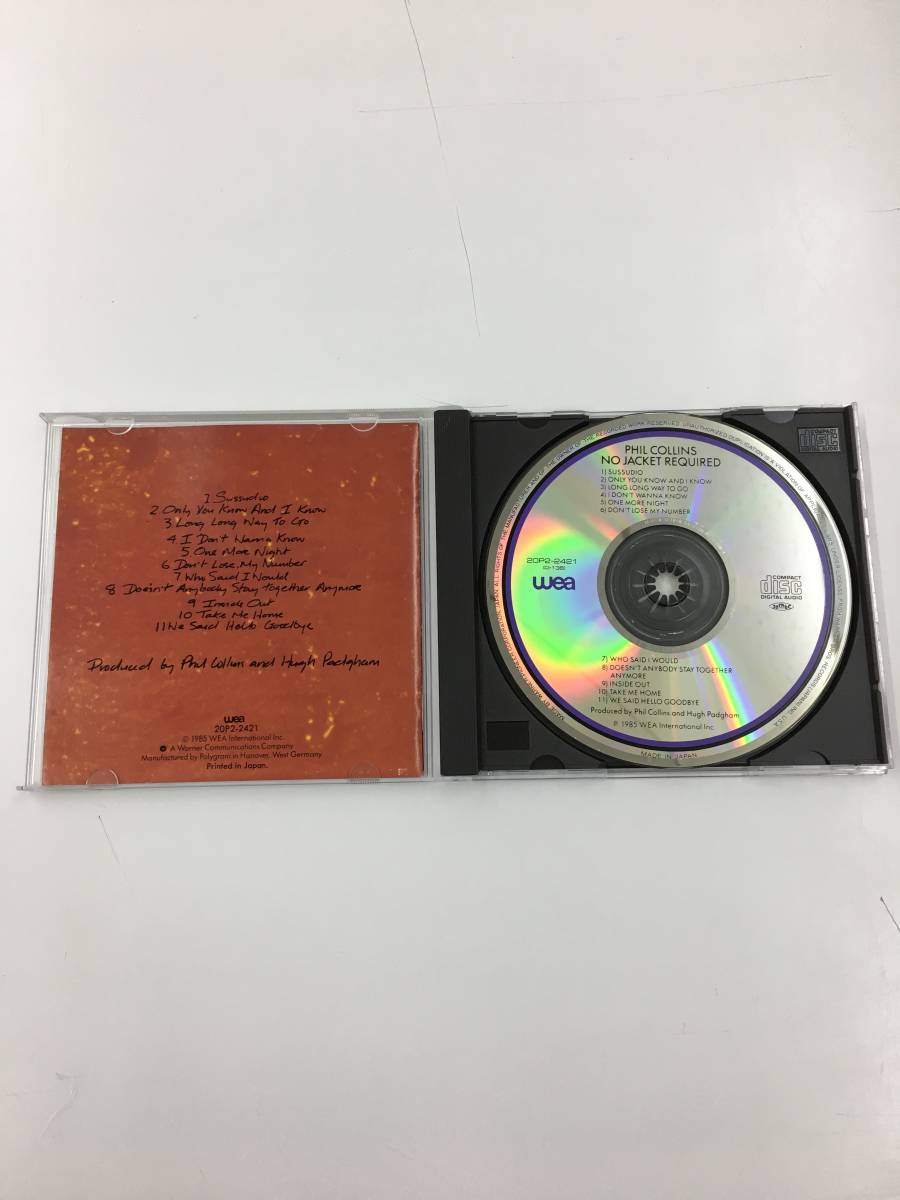 1 Sussudio
2 Only You Know And I Know
3 Long Long Way To Go
4 I Don't Wanna Know
5 One More Night
6 Don't Lose My Number
7 Who Said I Would
8 Doesn't Anybody Stay Together Anymore
9 Inside Out
10 Take Me Home
11 We Said Hello Goodbye
Produced by Phil Collins and Hugh Padgham
wea
20P2-2421
© 1985 WEA International Inc.
A Warner Communications Company
Manufactured by Polygram in Hanover, West Germany
Printed in Japan.
PHIL COLLINS
NO JACKET REQUIRED
1) SUSSUDIO
2) ONLY YOU KNOW AND I KNOW
3) LONG LONG WAY TO GO
4) I DON'T WANNA KNOW
5) ONE MORE NIGHT
6) DON'T LOSE MY NUMBER
20P2-2421
wea
COMPACT
disc
DIGITAL AUDIO
7) WHO SAID I WOULD
8) DOESN'T ANYBODY STAY TOGETHER
ANYMORE
9) INSIDE OUT
10) TAKE ME HOME
11) WE SAID HELLO GOODBYE
Produced by Phil Collins and Hugh Padgham
℗ 1985 WEA International Inc.
MADE IN JAPAN
COMPACT
disc
DIGITAL AUDIO